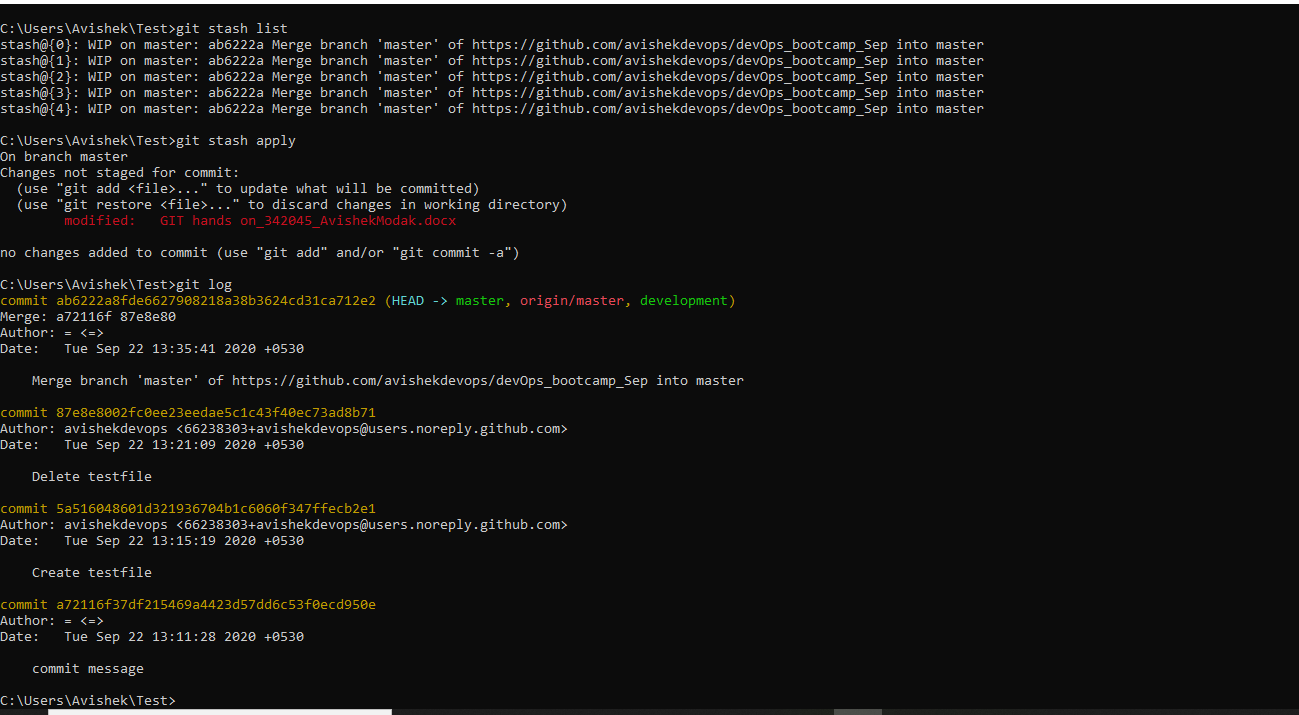 C:\Users\Avishek\Test>git stash list
stash@{0}: WIP on master: ab6222a Merge branch 'master' of https://github.com/avishekdevops/devOps_bootcamp_Sep into master
stash@{1}: WIP on master: ab6222a Merge branch 'master' of https://github.com/avishekdevops/devOps_bootcamp_Sep into master
stash@{2}: WIP on master: ab6222a Merge branch 'master' of https://github.com/avishekdevops/devOps_bootcamp_Sep into master
stash@{3}: WIP on master: ab6222a Merge branch 'master' of https://github.com/avishekdevops/devOps_bootcamp_Sep into master
stash@{4}: WIP on master: ab6222a Merge branch 'master' of https://github.com/avishekdevops/devOps_bootcamp_Sep into master
C:\Users\Avishek\Test>git stash apply
On branch master
Changes not staged for commit:
  (use "git add <file>..." to update what will be committed)
  (use "git restore <file>..." to discard changes in working directory)
        modified:   GIT hands on_342045_AvishekModak.docx
no changes added to commit (use "git add" and/or "git commit -a")
C:\Users\Avishek\Test>git log
commit ab6222a8fde6627908218a38b3624cd31ca712e2 (HEAD -> master, origin/master, development)
Merge: a72116f 87e8e80
Author: = <=>
Date:   Tue Sep 22 13:35:41 2020 +0530
    Merge branch 'master' of https://github.com/avishekdevops/devOps_bootcamp_Sep into master
commit 87e8e8002fc0ee23eedae5c1c43f40ec73ad8b71
Author: avishekdevops <66238303+avishekdevops@users.noreply.github.com>
Date:   Tue Sep 22 13:21:09 2020 +0530
    Delete testfile
commit 5a516048601d321936704b1c6060f347ffecb2e1
Author: avishekdevops <66238303+avishekdevops@users.noreply.github.com>
Date:   Tue Sep 22 13:15:19 2020 +0530
    Create testfile
commit a72116f37df215469a4423d57dd6c53f0ecd950e
Author: = <=>
Date:   Tue Sep 22 13:11:28 2020 +0530
    commit message
C:\Users\Avishek\Test>